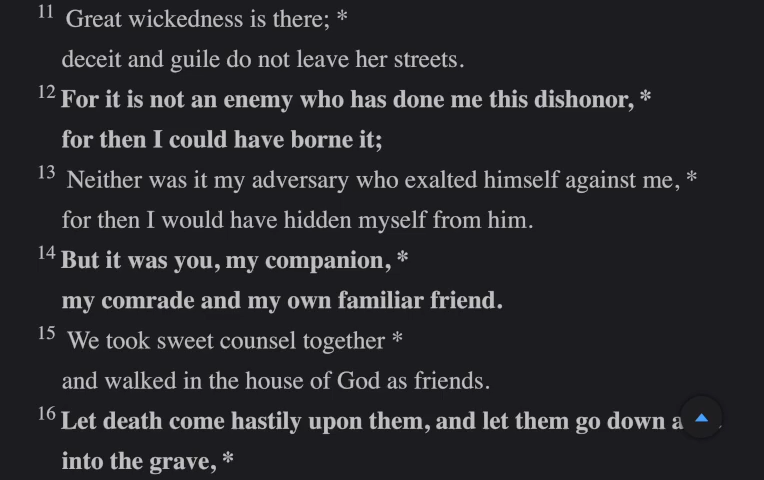 11 Great wickedness is there; *
deceit and guile do not leave her streets.
12 For it is not an enemy who has done me this dishonor, *
for then I could have borne it;
13 Neither was it my adversary who exalted himself against me, *
for then I would have hidden myself from him.
14 But it was you, my companion, *
my comrade and my own familiar friend.
15 We took sweet counsel together *
and walked in the house of God as friends.
16 Let death come hastily upon them, and let them go down
into the grave, *